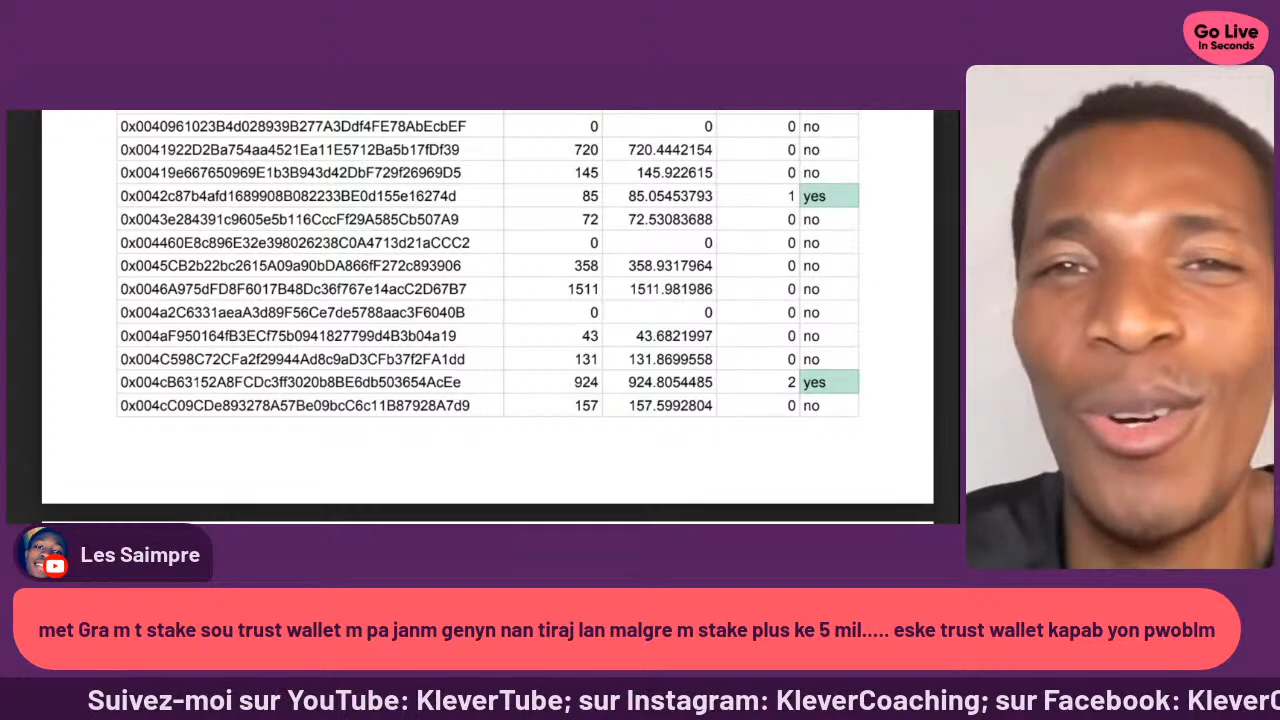 Go Live
In Seconds
0x0040961023B4d028939B277A3Ddf4FE78AbEcbEF 0 0 0 no
0x0041922D2Ba754aa4521Ea11E5712Ba5b17fDf39 720 720.4442154 0 no
0x00419e667650969E1b3B943d42DbF729f26969D5 145 145.922615 0 no
0x0042c87b4afd1689908B082233BE0d155e16274d 85 85.05453793 1 yes
0x0043e284391c9605e5b116CccFf29A585Cb507A9 72 72.53083688 0 no
0x004460E8c896E32e398026238C0A4713d21aCCC2 0 0 0 no
0x0045CB2b22bc2615A09a90bDA866fF272c893906 358 358.9317964 0 no
0x0046A975dFD8F6017B48Dc36f767e14acC2D67B7 1511 1511.981986 0 no
0x004a2C6331aeaA3d89F56Ce7de5788aac3F6040B 0 0 0 no
0x004aF950164fB3ECf75b0941827799d4B3b04a19 43 43.6821997 0 no
0x004C598C72CFa2f29944Ad8c9aD3CFb37f2FA1dd 131 131.8699558 0 no
0x004cB63152A8FCDc3ff3020b8BE6db503654AcEe 924 924.8054485 2 yes
0x004cC09CDe893278A57Be09bcC6c11B87928A7d9 157 157.5992804 0 no
Les Saimpre
met Gra m t stake sou trust wallet m pa janm genyn nan tiraj lan malgre m stake plus ke 5 mil..... eske trust wallet kapab yon pwoblm
Suivez-moi sur YouTube: KleverTube; sur Instagram: KleverCoaching; sur Facebook: KleverC